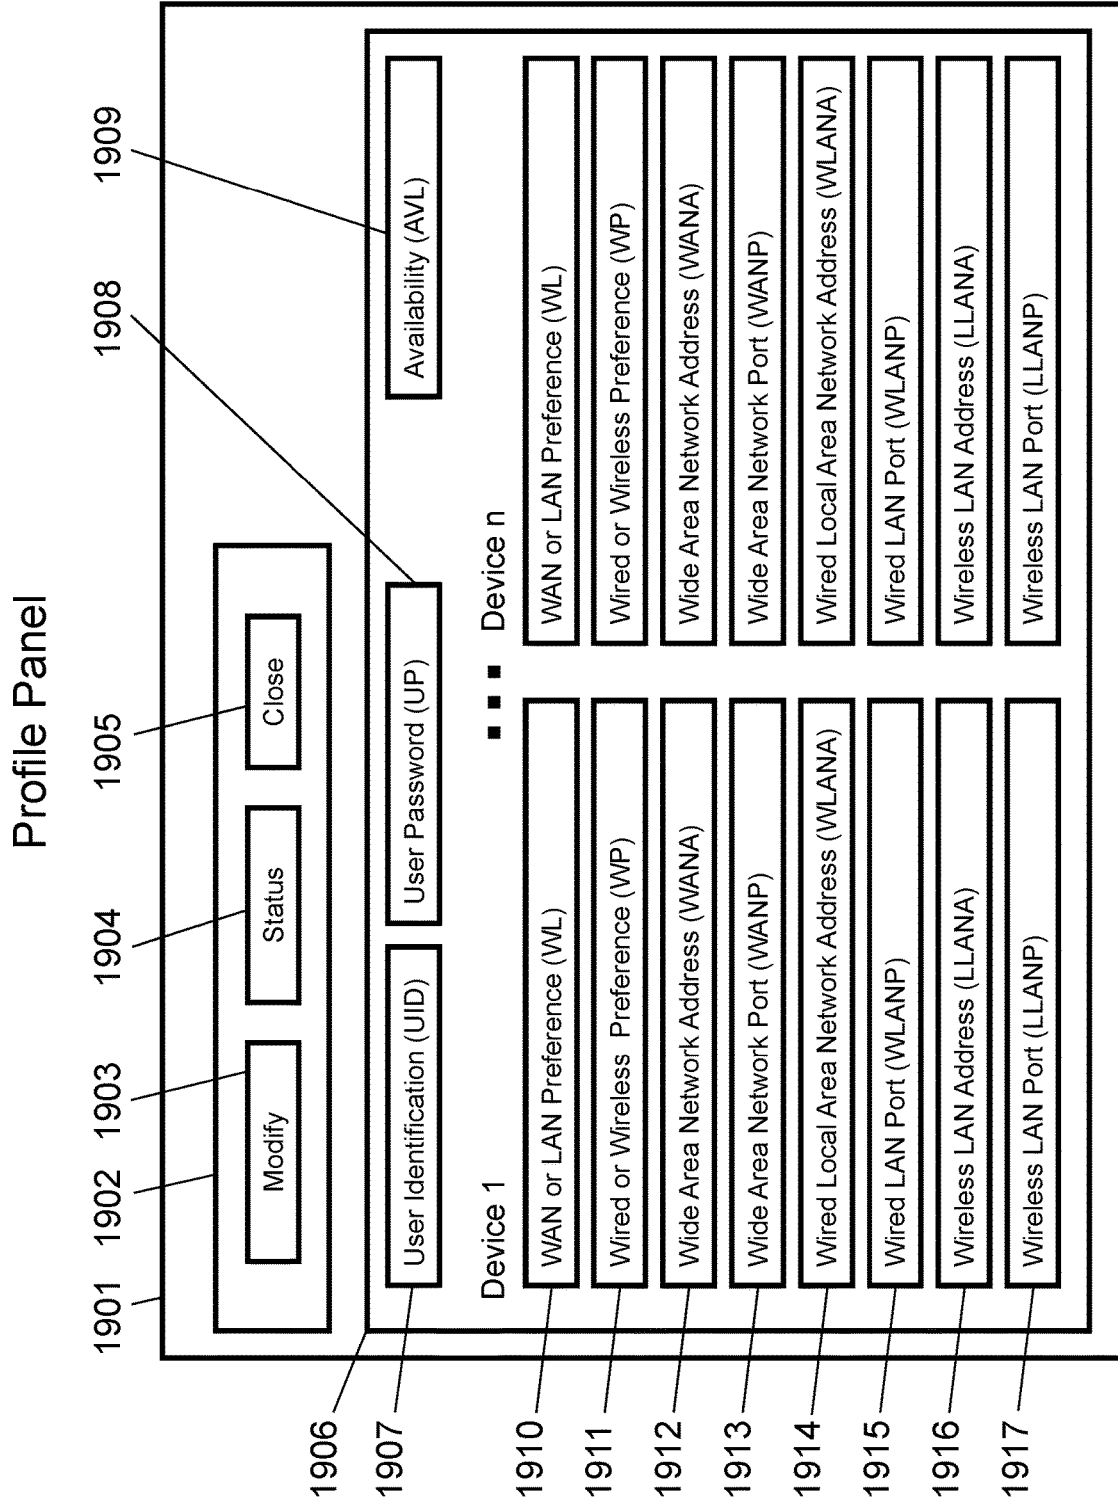 Profile Panel
1901
1902
1903
1904
1905
1908
1909
Modify
Status
Close
1906
1907
User Identification (UID)
User Password (UP)
Availability (AVL)
Device 1
Device n
1910
WAN or LAN Preference (WL)
WAN or LAN Preference (WL)
1911
Wired or Wireless Preference (WP)
Wired or Wireless Preference (WP)
1912
Wide Area Network Address (WANA)
Wide Area Network Address (WANA)
1913
Wide Area Network Port (WANP)
Wide Area Network Port (WANP)
1914
Wired Local Area Network Address (WLANA)
Wired Local Area Network Address (WLANA)
1915
Wired LAN Port (WLANP)
Wired LAN Port (WLANP)
1916
Wireless LAN Address (LLANA)
Wireless LAN Address (LLANA)
1917
Wireless LAN Port (LLANP)
Wireless LAN Port (LLANP)